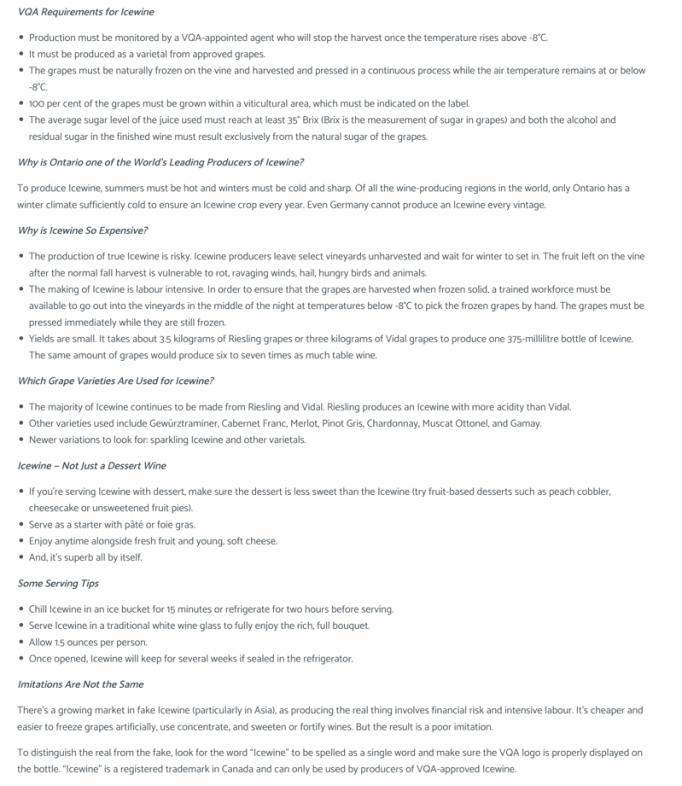 VQA Requirements for Icewine
• Production must be monitored by a VQA-appointed agent who will stop the harvest once the temperature rises above -8°C.
• It must be produced as a varietal from approved grapes.
• The grapes must be naturally frozen on the vine and harvested and pressed in a continuous process while the air temperature remains at or below
-8°C.
• 100 per cent of the grapes must be grown within a viticultural area, which must be indicated on the label.
• The average sugar level of the juice used must reach at least 35° Brix (Brix is the measurement of sugar in grapes) and both the alcohol and
residual sugar in the finished wine must result exclusively from the natural sugar of the grapes.
Why is Ontario one of the World's Leading Producers of Icewine?
To produce Icewine, summers must be hot and winters must be cold and sharp. Of all the wine-producing regions in the world, only Ontario has a
winter climate sufficiently cold to ensure an Icewine crop every year. Even Germany cannot produce an Icewine every vintage.
Why is Icewine So Expensive?
• The production of true Icewine is risky. Icewine producers leave select vineyards unharvested and wait for winter to set in. The fruit left on the vine
after the normal fall harvest is vulnerable to rot, ravaging winds, hail, hungry birds and animals.
• The making of Icewine is labour intensive. In order to ensure that the grapes are harvested when frozen solid, a trained workforce must be
available to go out into the vineyards in the middle of the night at temperatures below -8°C to pick the frozen grapes by hand. The grapes must be
pressed immediately while they are still frozen.
• Yields are small. It takes about 3.5 kilograms of Riesling grapes or three kilograms of Vidal grapes to produce one 375-millilitre bottle of Icewine.
The same amount of grapes would produce six to seven times as much table wine.
Which Grape Varieties Are Used for Icewine?
• The majority of Icewine continues to be made from Riesling and Vidal. Riesling produces an Icewine with more acidity than Vidal.
• Other varieties used include Gewürztraminer, Cabernet Franc, Merlot, Pinot Gris, Chardonnay, Muscat Ottonel, and Gamay.
• Newer variations to look for: sparkling Icewine and other varietals.
Icewine – Not Just a Dessert Wine
• If you're serving Icewine with dessert, make sure the dessert is less sweet than the Icewine (try fruit-based desserts such as peach cobbler,
cheesecake or unsweetened fruit pies).
• Serve as a starter with pâté or foie gras.
• Enjoy anytime alongside fresh fruit and young, soft cheese.
• And, it's superb all by itself.
Some Serving Tips
• Chill Icewine in an ice bucket for 15 minutes or refrigerate for two hours before serving.
• Serve Icewine in a traditional white wine glass to fully enjoy the rich, full bouquet.
• Allow 1.5 ounces per person.
• Once opened, Icewine will keep for several weeks if sealed in the refrigerator.
Imitations Are Not the Same
There's a growing market in fake Icewine (particularly in Asia), as producing the real thing involves financial risk and intensive labour. It's cheaper and
easier to freeze grapes artificially, use concentrate, and sweeten or fortify wines. But the result is a poor imitation.
To distinguish the real from the fake, look for the word "Icewine" to be spelled as a single word and make sure the VQA logo is properly displayed on
the bottle. "Icewine" is a registered trademark in Canada and can only be used by producers of VQA-approved Icewine.